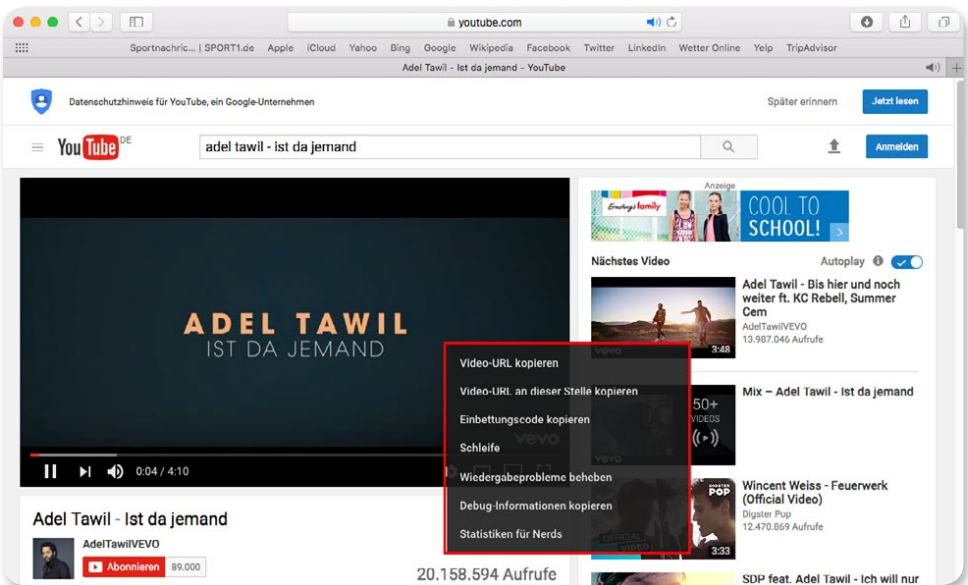 youtube.com
Sportnachric... | SPORT1.de Apple iCloud Yahoo Bing Google Wikipedia Facebook Twitter LinkedIn Wetter Online Yelp TripAdvisor
Adel Tawil - Ist da jemand - YouTube
Datenschutzhinweis für YouTube, ein Google-Unternehmen
Später erinnern
Jetzt lesen
YouTube DE
adel tawil - ist da jemand
Anmelden
Anzeige
Ernsting's family
COOL TO
SCHOOL!
Nächstes Video
Autoplay
ADEL TAWIL
IST DA JEMAND
vevo
0:04 / 4:10
Video-URL kopieren
Video-URL an dieser Stelle kopieren
Einbettungscode kopieren
Schleife
Wiedergabeprobleme beheben
Debug-Informationen kopieren
Statistiken für Nerds
vevo
3:48
Adel Tawil - Bis hier und noch
weiter ft. KC Rebell, Summer
Cem
AdelTawilVEVO
13.987.046 Aufrufe
50+
VIDEOS
vevo
Mix – Adel Tawil - Ist da jemand
DIGSTER
POP
OFFICIAL
VIDEO
3:33
Wincent Weiss - Feuerwerk
(Official Video)
Digster Pop
12.470.869 Aufrufe
SDP feat. Adel Tawil - Ich will nur
Adel Tawil - Ist da jemand
AdelTawilVEVO
Abonnieren 89.000
20.158.594 Aufrufe